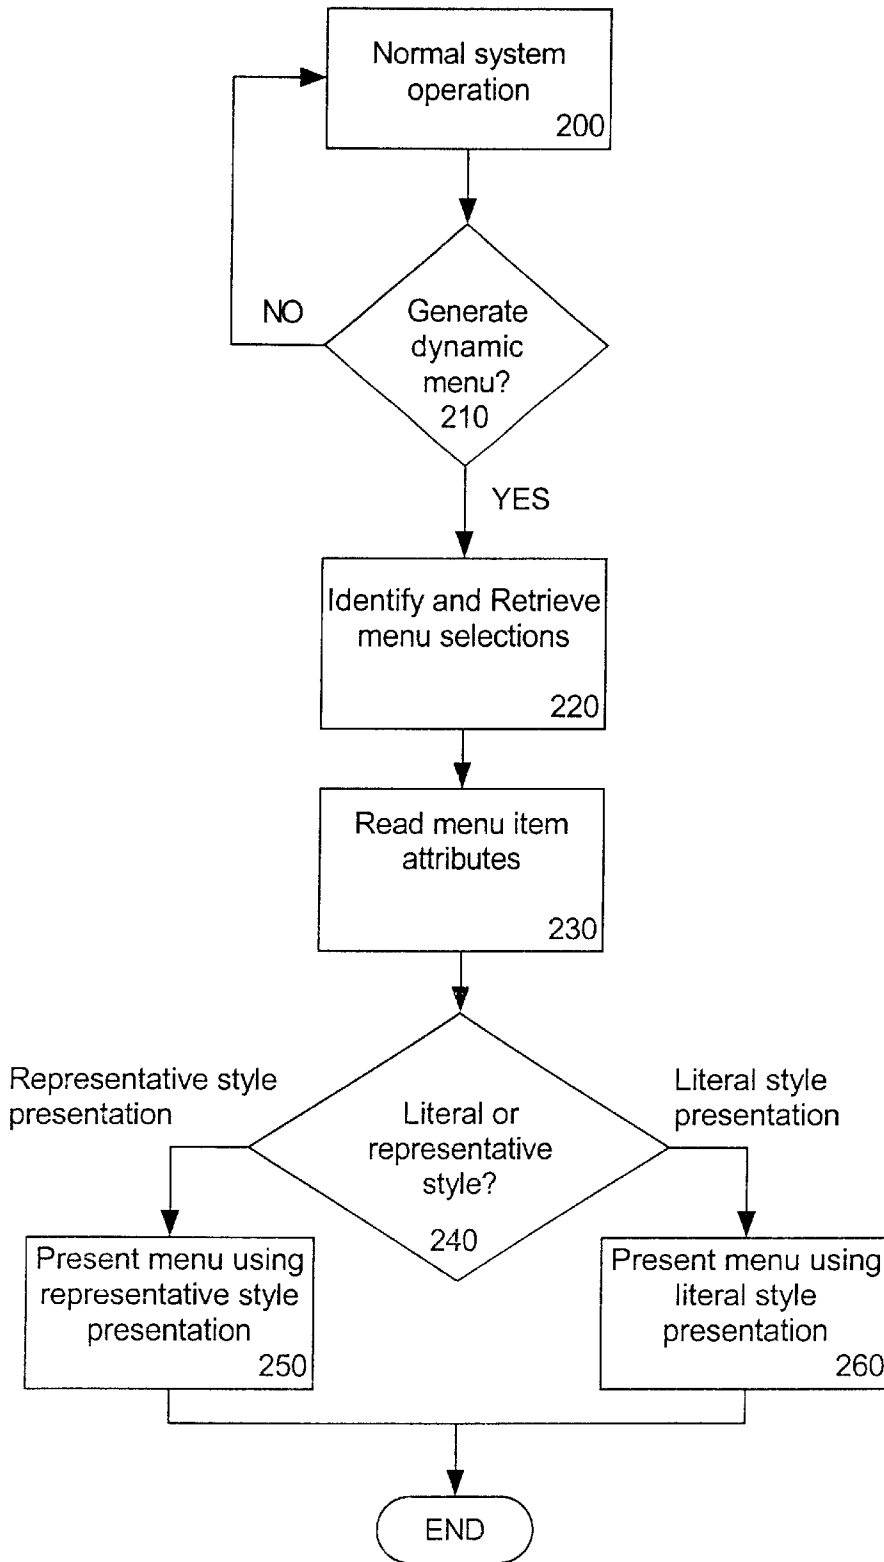 Normal system
operation
200
NO
Generate
dynamic
menu?
210
YES
Identify and Retrieve
menu selections
220
Read menu item
attributes
230
Representative style
presentation
Literal style
presentation
Literal or
representative
style?
240
Present menu using
representative style
presentation
250
Present menu using
literal style
presentation
260
END